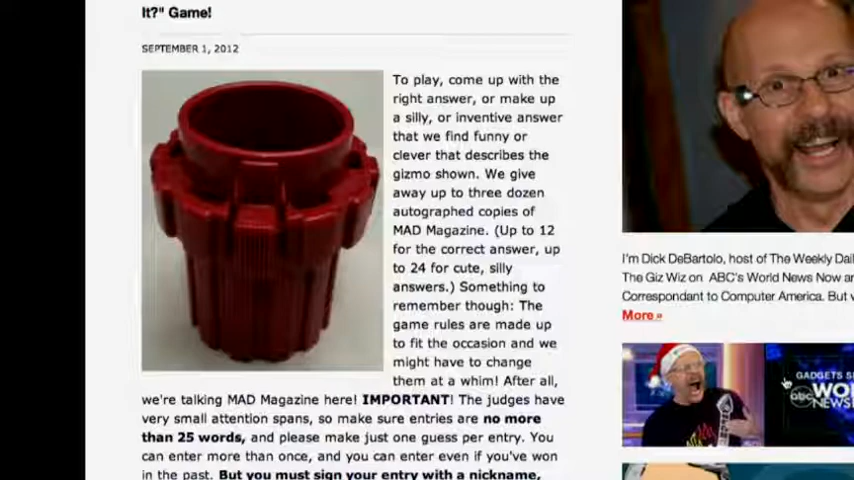 It?" Game!
SEPTEMBER 1, 2012
To play, come up with the
right answer, or make up
a silly, or inventive answer
that we find funny or
clever that describes the
gizmo shown. We give
away up to three dozen
autographed copies of
MAD Magazine. (Up to 12
for the correct answer, up
to 24 for cute, silly
answers.) Something to
remember though: The
game rules are made up
to fit the occasion and we
might have to change
them at a whim! After all,
we're talking MAD Magazine here! IMPORTANT! The judges have
very small attention spans, so make sure entries are no more
than 25 words, and please make just one guess per entry. You
can enter more than once, and you can enter even if you've won
in the past. But you must sign your entry with a nickname,
I'm Dick DeBartolo, host of The Weekly Dail
The Giz Wiz on ABC's World News Now ar
Correspondant to Computer America. But v
More »
GADGETS S
abc
WO
NEWS